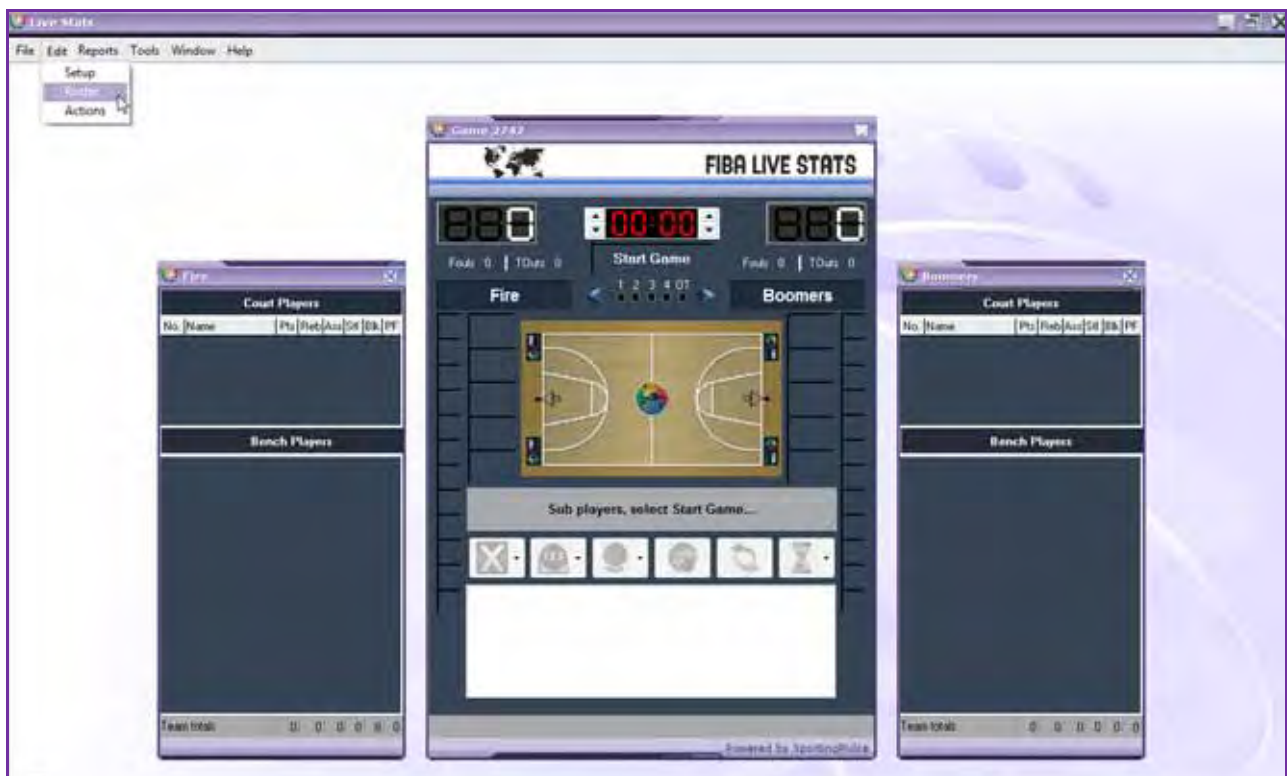 Live Stats
File Edit Reports Tools Window Help
Setup
Roster
Actions
Game 2747
FIBA LIVE STATS
0 00:00 0
Fouls 0 TOuts 0 Start Game Fouls 0 TOuts 0
1 2 3 4 OT
Fire Boomers
Fire
Court Players
No. Name Pts Reb Ass Stl Blk PF
Bench Players
Team totals 0 0 0 0 0 0
Sub players, select Start Game...
Powered by SportingPulse
Boomers
Court Players
No. Name Pts Reb Ass Stl Blk PF
Bench Players
Team totals 0 0 0 0 0 0